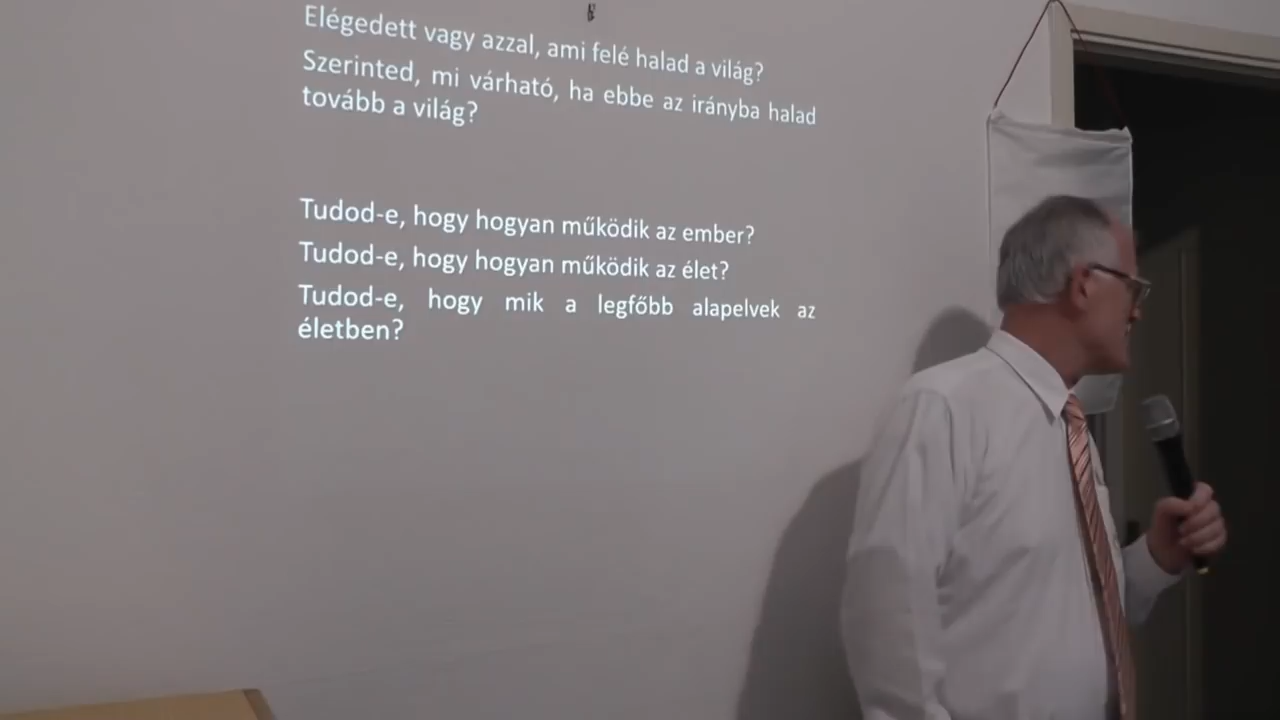 Elégedett vagy azzal, ami felé halad a világ?
Szerinted, mi várható, ha ebbe az irányba halad
tovább a világ?
Tudod-e, hogy hogyan működik az ember?
Tudod-e, hogy hogyan működik az élet?
Tudod-e, hogy mik a legfőbb alapelvek az
életben?